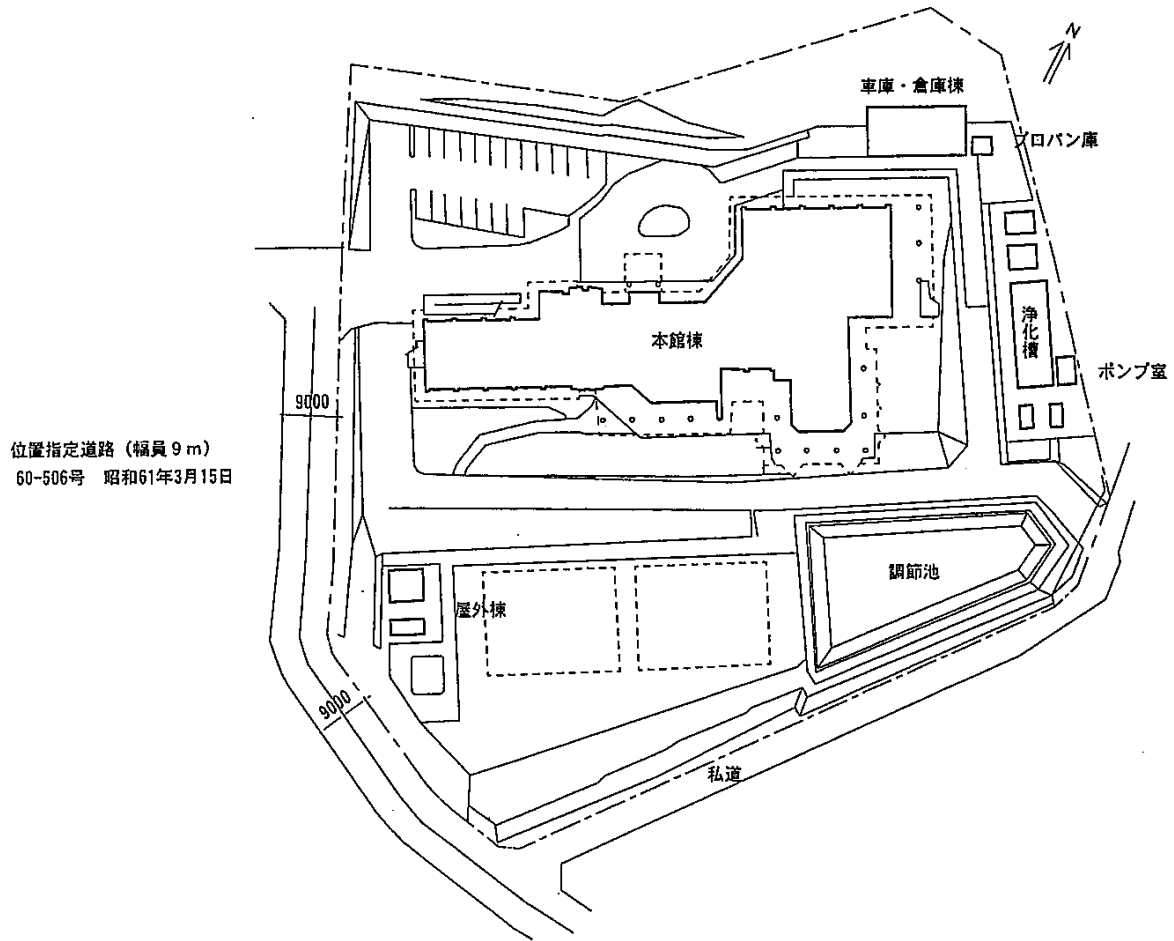 N
車庫・倉庫棟
プロパン庫
浄化槽
本館棟
ポンプ室
9000
位置指定道路（幅員９ｍ）
60-506号 昭和61年3月15日
調節池
屋外棟
9000
私道